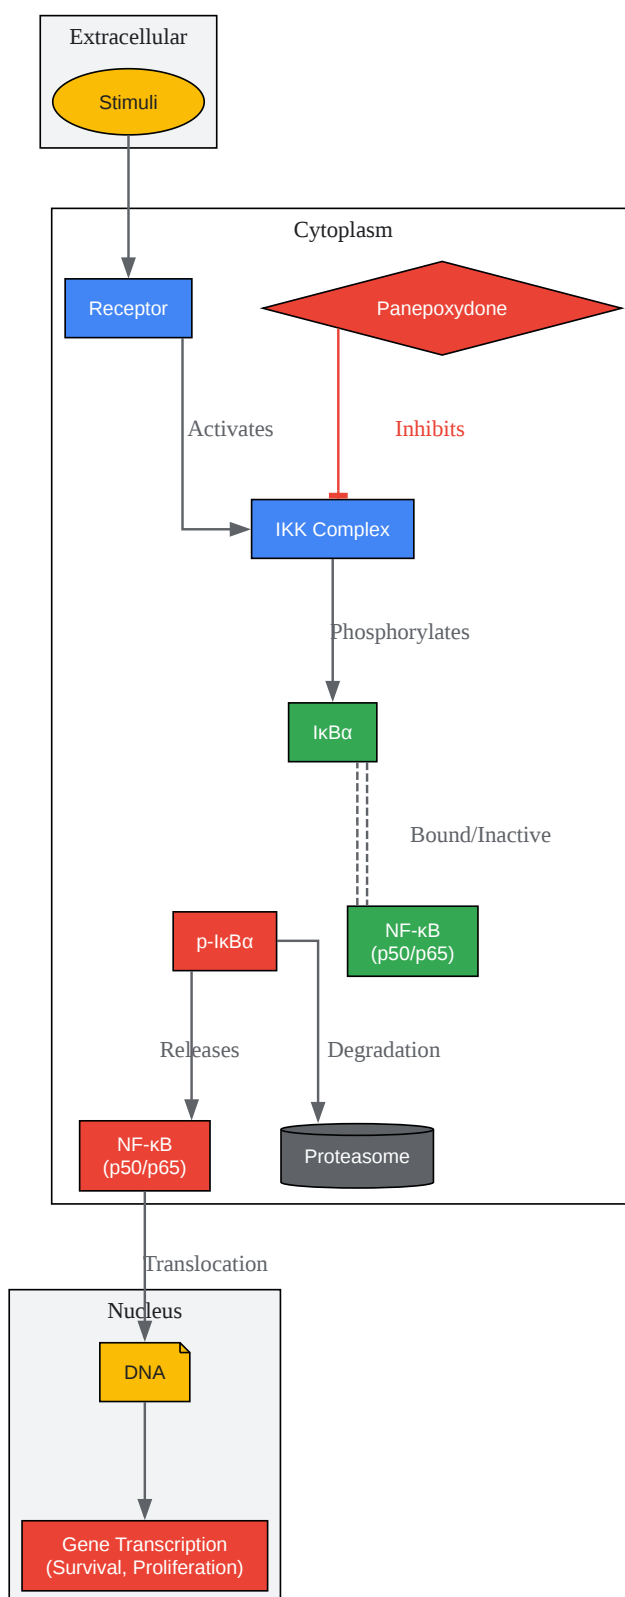 Extracellular
Stimuli
Cytoplasm
Receptor
Panepoxydone
Activates
Inhibits
IKK Complex
Phosphorylates
IκBα
Bound/Inactive
p-IκBα
NF-κB
(p50/p65)
Releases
Degradation
NF-κB
(p50/p65)
Proteasome
Translocation
Nucleus
DNA
Gene Transcription
(Survival, Proliferation)